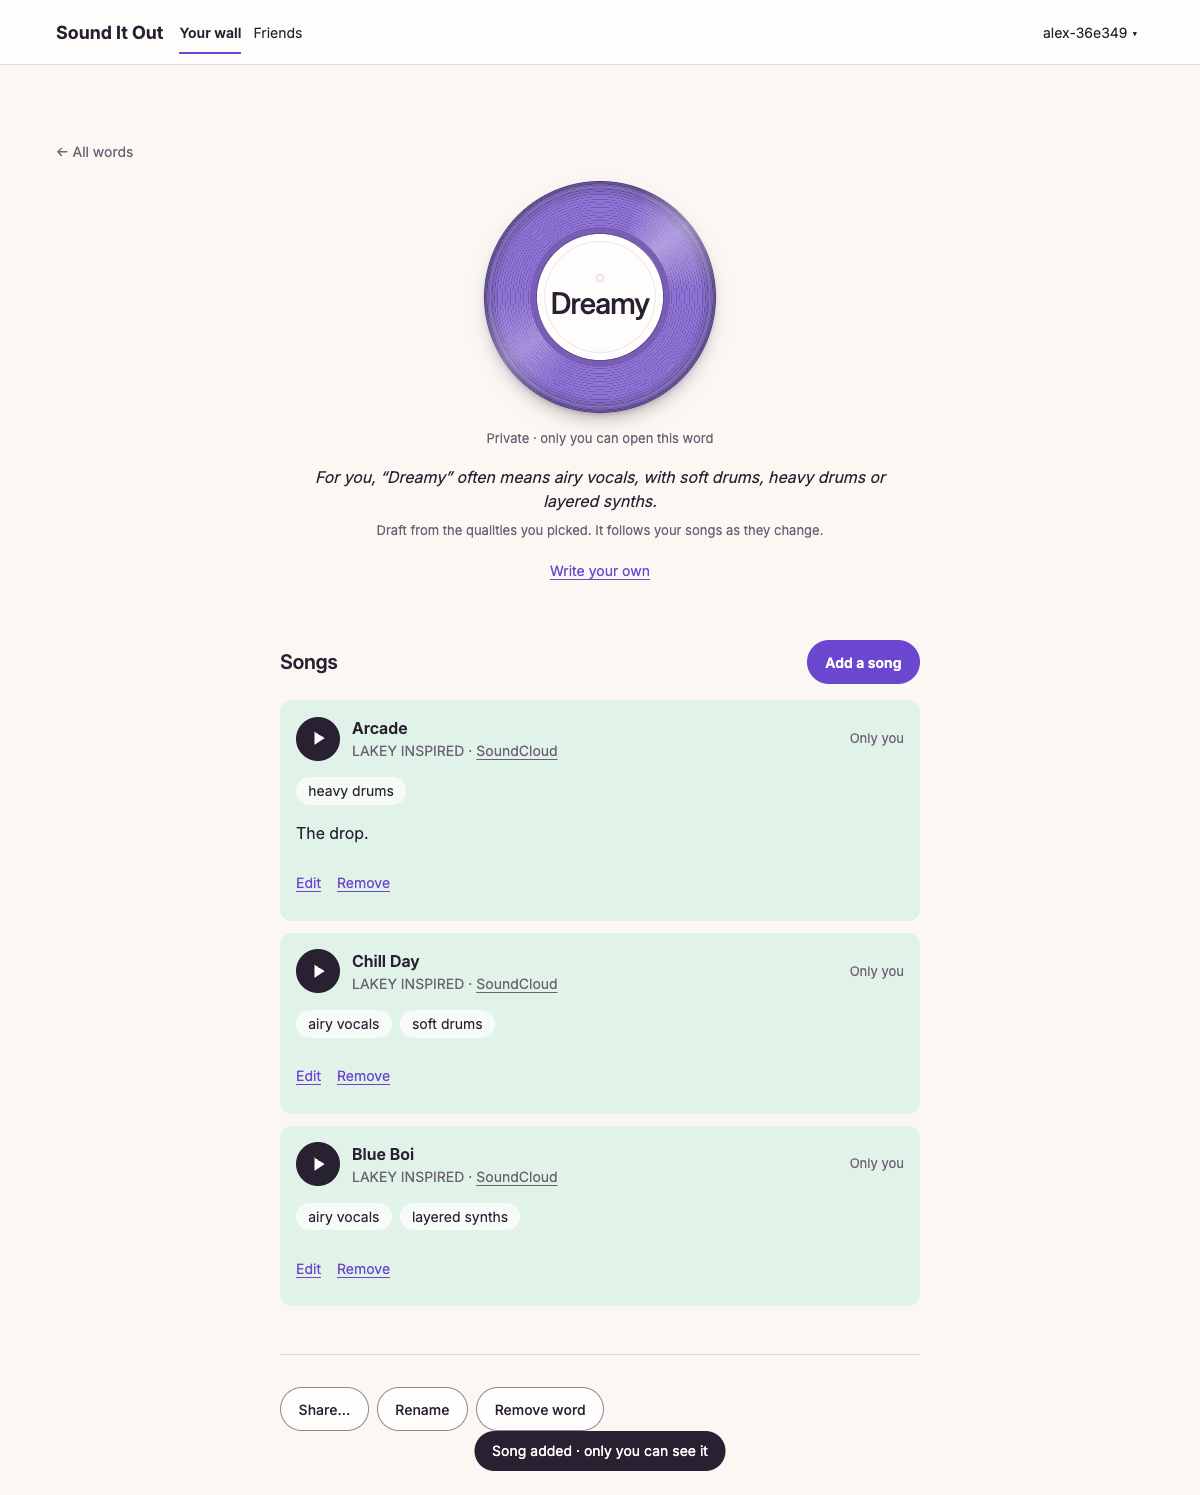 Sound It Out Your wall Friends alex-36e349 ▾
← All words
Dreamy
Private · only you can open this word
For you, “Dreamy” often means airy vocals, with soft drums, heavy drums or
layered synths.
Draft from the qualities you picked. It follows your songs as they change.
Write your own
Songs Add a song
Arcade
LAKEY INSPIRED · SoundCloud
Only you
heavy drums
The drop.
Edit Remove
Chill Day
LAKEY INSPIRED · SoundCloud
Only you
airy vocals soft drums
Edit Remove
Blue Boi
LAKEY INSPIRED · SoundCloud
Only you
airy vocals layered synths
Edit Remove
Share... Rename Remove word
Song added · only you can see it